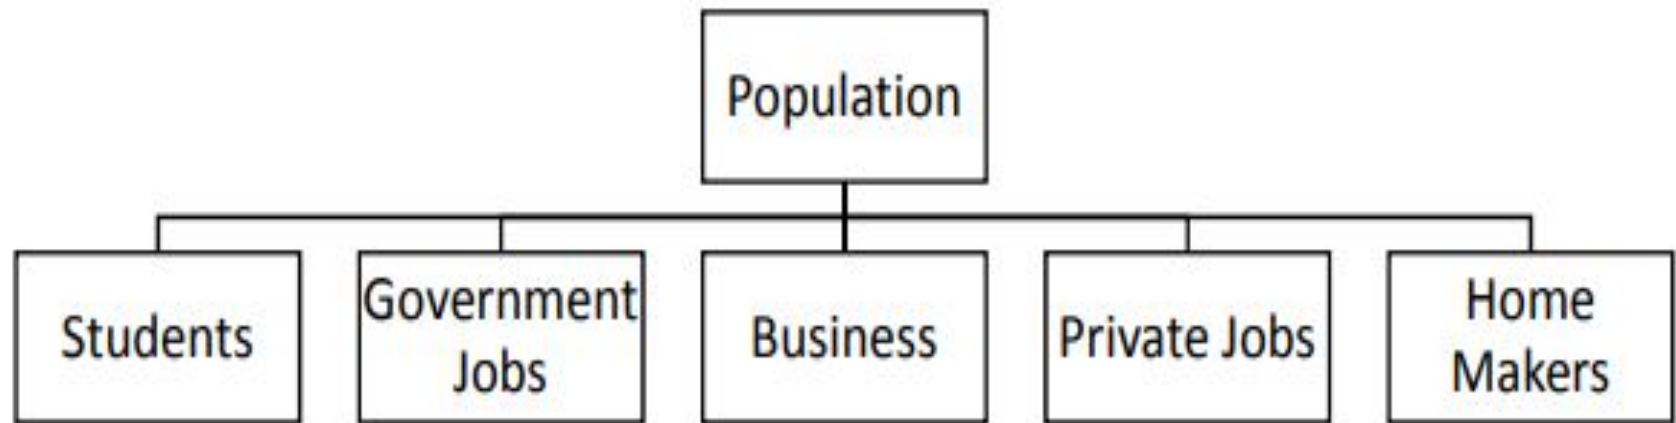 Population
Students
Government
Jobs
Business
Private Jobs
Home
Makers